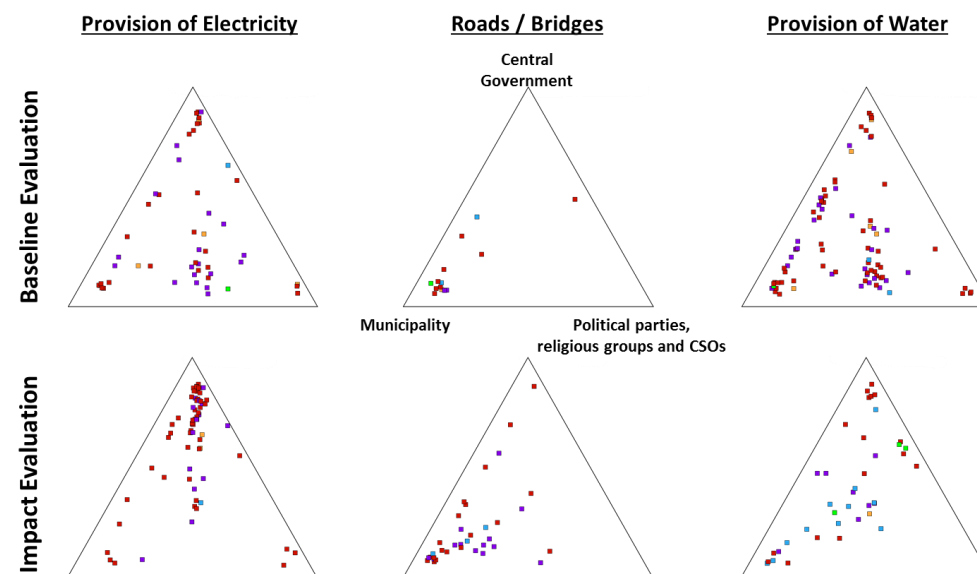 Provision of Electricity
Roads / Bridges
Provision of Water
Baseline Evaluation
Central
Government
Municipality
Political parties,
religious groups and CSOs
Impact Evaluation